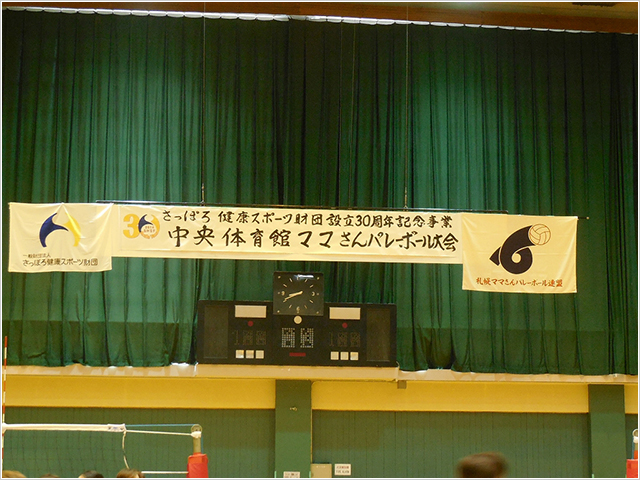 さっぽろ健康スポーツ財団設立30周年記念事業
30
中央体育館ママさんバレーボール大会
一般財団法人
さっぽろ健康スポーツ財団
札幌ママさんバレーボール連盟